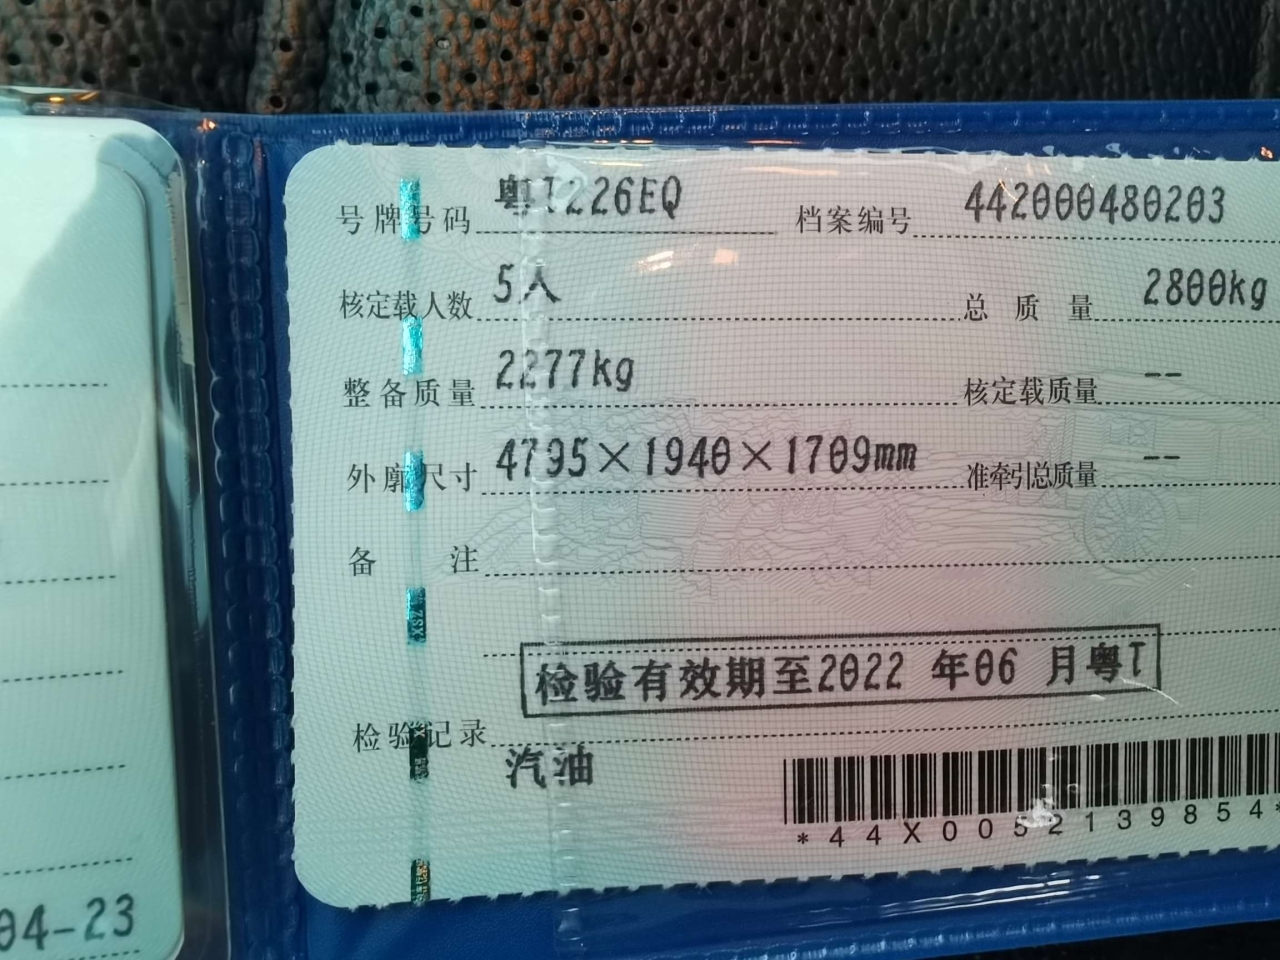 号牌号码 粤T226EQ 档案编号 442000480203
核定载人数 5人 总质量 2800kg
整备质量 2277kg 核定载质量 --
外廓尺寸 4795×1940×1709mm 准牵引总质量 --
备注
检验有效期至2022 年06 月粤T
检验记录
汽油
*44X0052139854*
04-23